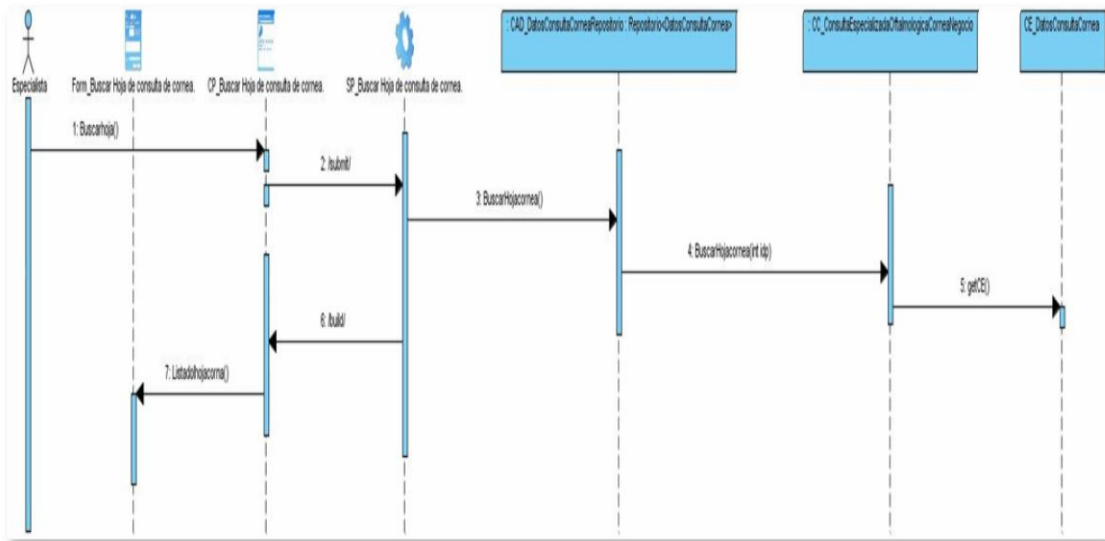 : CAD_DatosConsultaCorneaRepositorio : Repositorio<DatosConsultaCornea>
: CC_ConsultaEspecializadaOftalmologicaCorneaNegocio
CE_DatosConsultaCornea
Especialista
Form_Buscar Hoja de consulta de cornea.
CP_Buscar Hoja de consulta de cornea.
SP_Buscar Hoja de consulta de cornea.
1: Buscarhoja()
2: /submit/
3: BuscarHojacornea()
4: BuscarHojacornea(int idp)
5: getCE()
6: /build/
7: Listadolhojacorna()